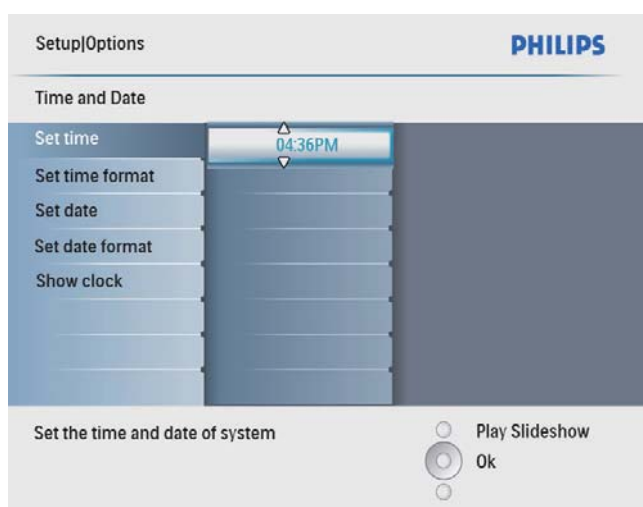 Setup|Options
PHILIPS
Time and Date
Set time
04:36PM
Set time format
Set date
Set date format
Show clock
Set the time and date of system
Play Slideshow
Ok